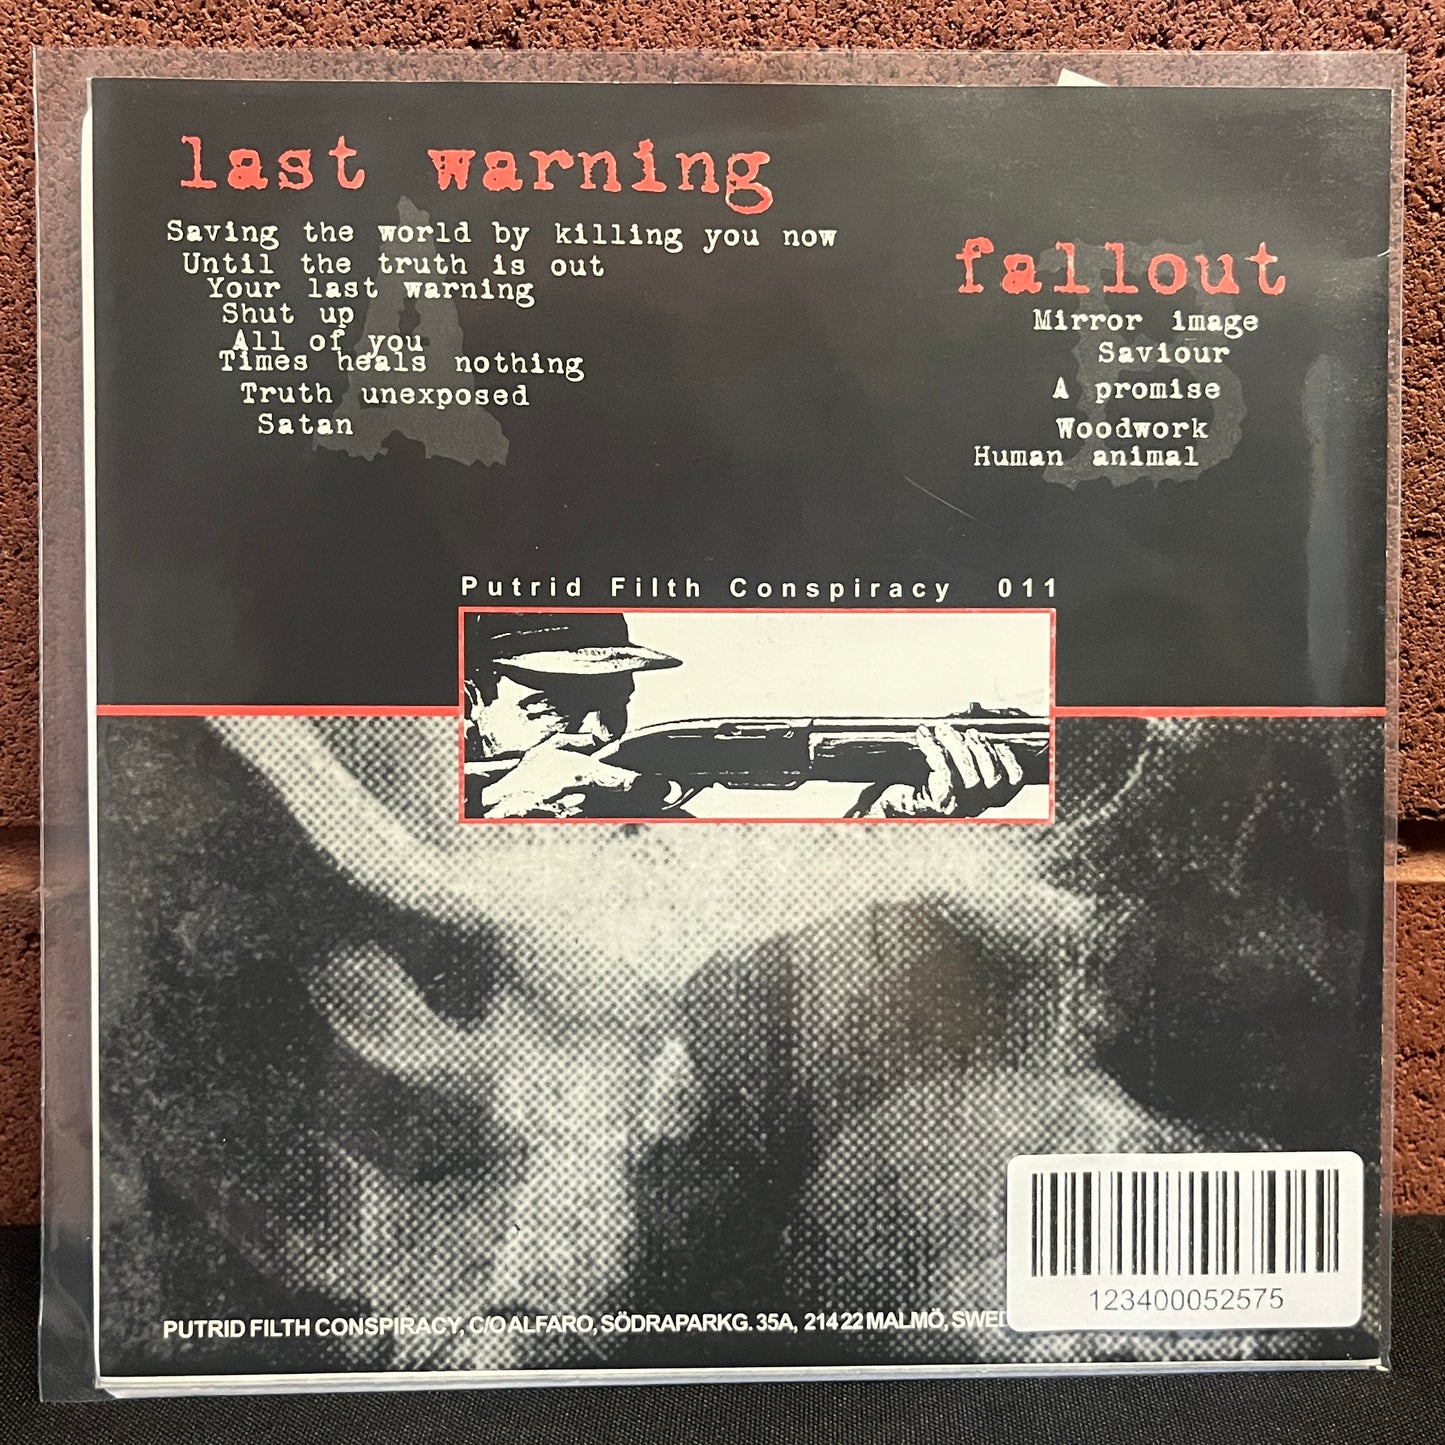 last warning
A
Saving the world by killing you now
Until the truth is out
Your last warning
Shut up
All of you
Times heals nothing
Truth unexposed
Satan
fallout
B
Mirror image
Saviour
A promise
Woodwork
Human animal
Putrid Filth Conspiracy 011
PUTRID FILTH CONSPIRACY, C/O ALFARO, SÖDRAPARKG. 35A, 214 22 MALMÖ,
123400052575